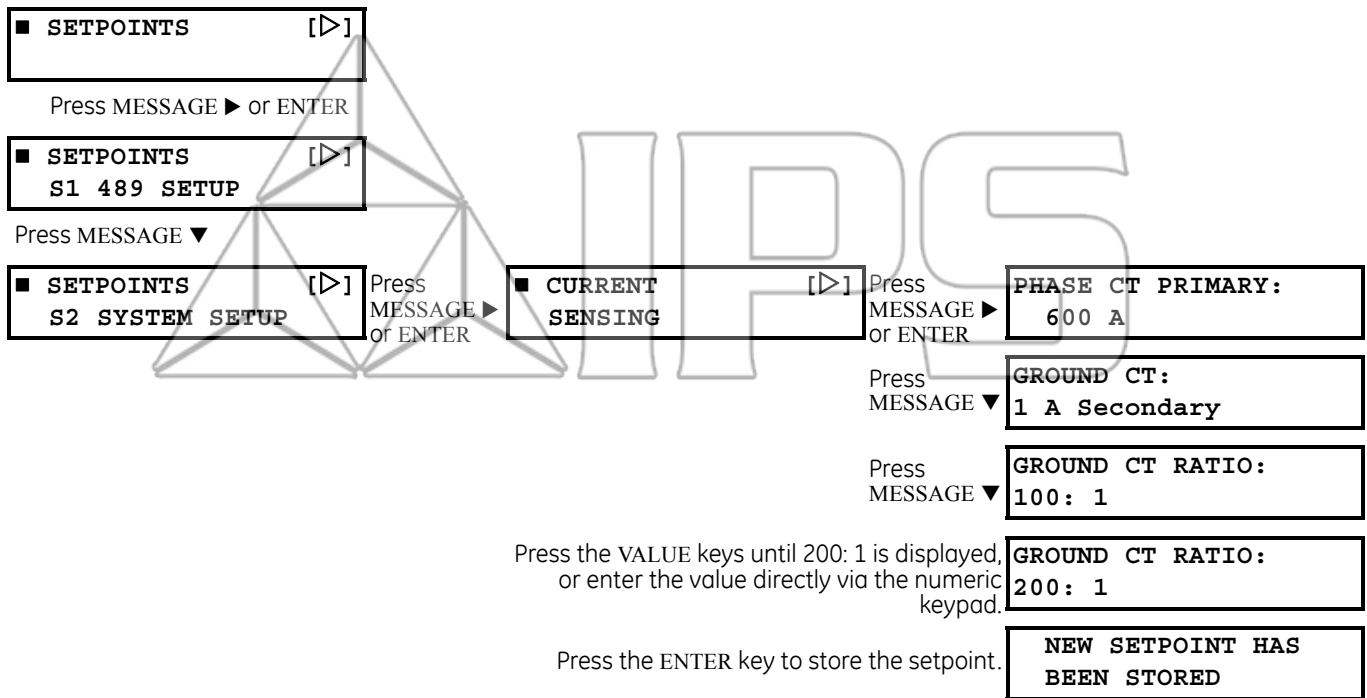 ■ SETPOINTS [▷]
Press MESSAGE ► or ENTER
■ SETPOINTS [▷]
S1 489 SETUP
Press MESSAGE ▼
■ SETPOINTS [▷]
S2 SYSTEM SETUP
Press
MESSAGE ►
or ENTER
■ CURRENT [▷]
SENSING
Press
MESSAGE ►
or ENTER
PHASE CT PRIMARY:
600 A
Press
MESSAGE ▼
GROUND CT:
1 A Secondary
Press
MESSAGE ▼
GROUND CT RATIO:
100: 1
Press the VALUE keys until 200: 1 is displayed,
or enter the value directly via the numeric
keypad.
GROUND CT RATIO:
200: 1
Press the ENTER key to store the setpoint.
NEW SETPOINT HAS
BEEN STORED
IPS